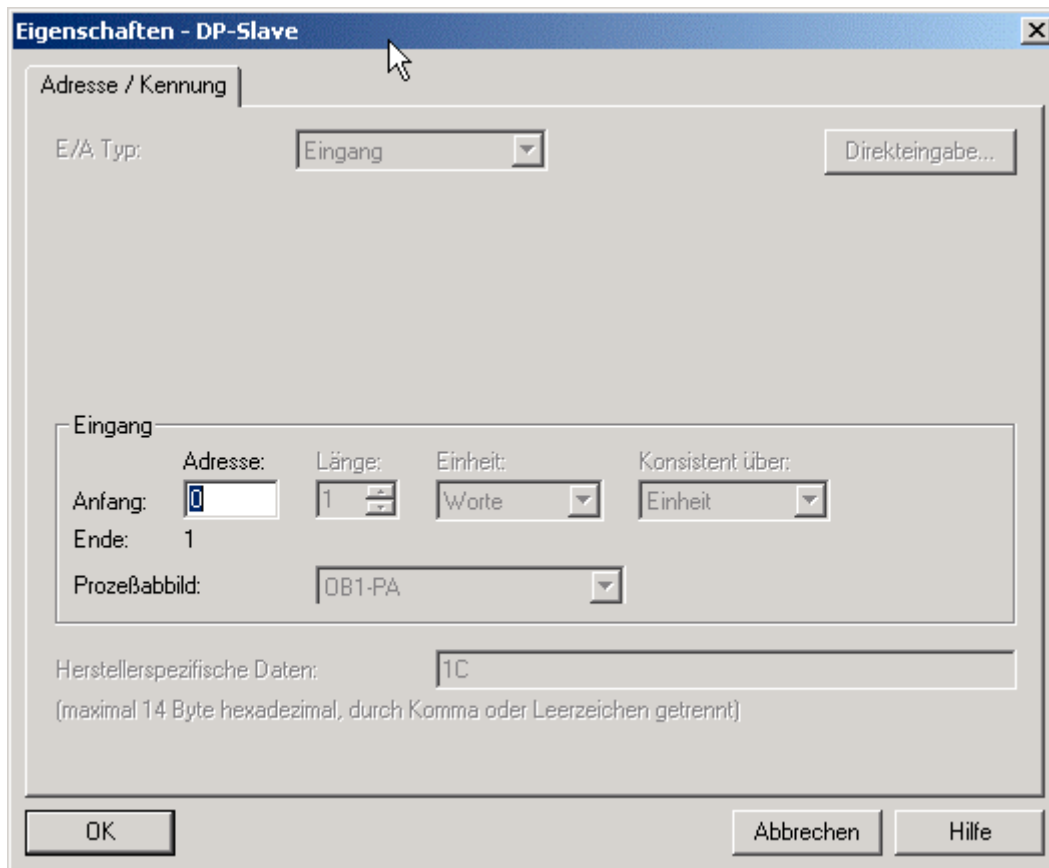 Eigenschaften - DP-Slave
Adresse / Kennung
E/A Typ: Eingang Direkteingabe...
Eingang
Adresse: Länge: Einheit: Konsistent über:
Anfang: 0 1 Worte Einheit
Ende: 1
Prozeßabbild: OB1-PA
Herstellerspezifische Daten: 1C
(maximal 14 Byte hexadezimal, durch Komma oder Leerzeichen getrennt)
OK Abbrechen Hilfe